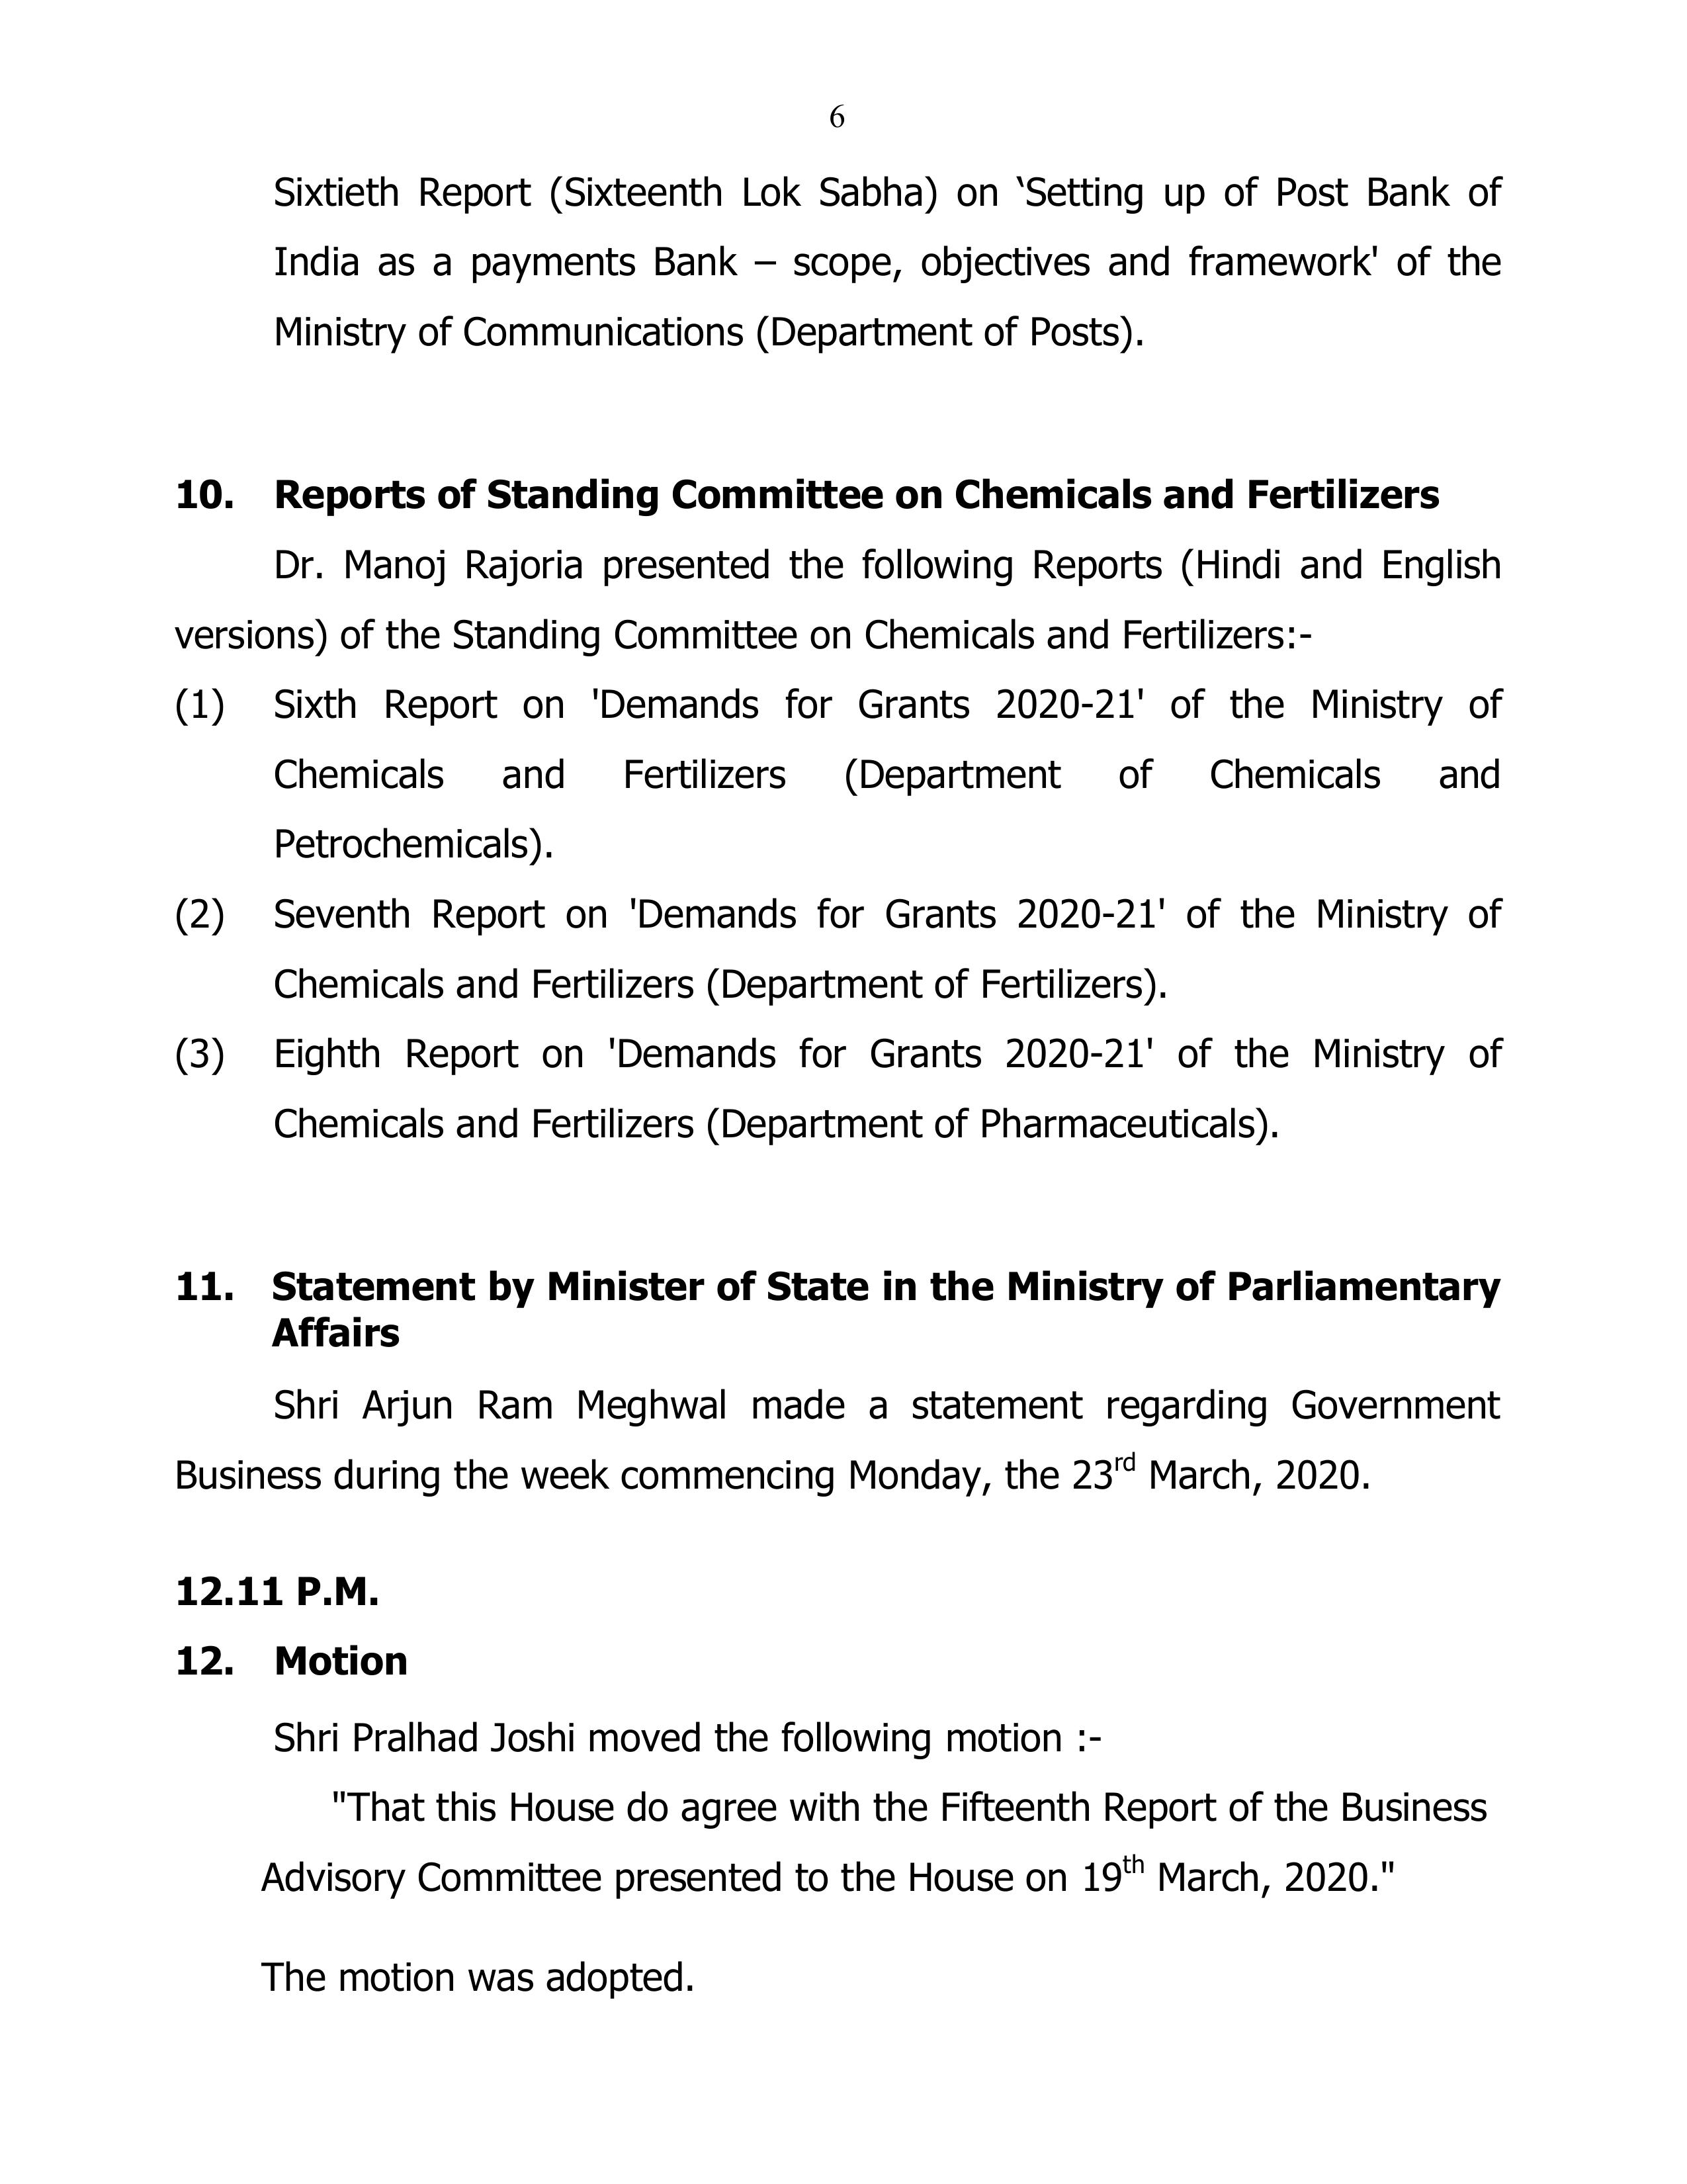 6
Sixtieth Report (Sixteenth Lok Sabha) on ‘Setting up of Post Bank of
India as a payments Bank – scope, objectives and framework' of the
Ministry of Communications (Department of Posts).
10. Reports of Standing Committee on Chemicals and Fertilizers
Dr. Manoj Rajoria presented the following Reports (Hindi and English
versions) of the Standing Committee on Chemicals and Fertilizers:-
(1) Sixth Report on 'Demands for Grants 2020-21' of the Ministry of
Chemicals and Fertilizers (Department of Chemicals and
Petrochemicals).
(2) Seventh Report on 'Demands for Grants 2020-21' of the Ministry of
Chemicals and Fertilizers (Department of Fertilizers).
(3) Eighth Report on 'Demands for Grants 2020-21' of the Ministry of
Chemicals and Fertilizers (Department of Pharmaceuticals).
11. Statement by Minister of State in the Ministry of Parliamentary
Affairs
Shri Arjun Ram Meghwal made a statement regarding Government
Business during the week commencing Monday, the 23rd March, 2020.
12.11 P.M.
12. Motion
Shri Pralhad Joshi moved the following motion :-
"That this House do agree with the Fifteenth Report of the Business
Advisory Committee presented to the House on 19th March, 2020."
The motion was adopted.